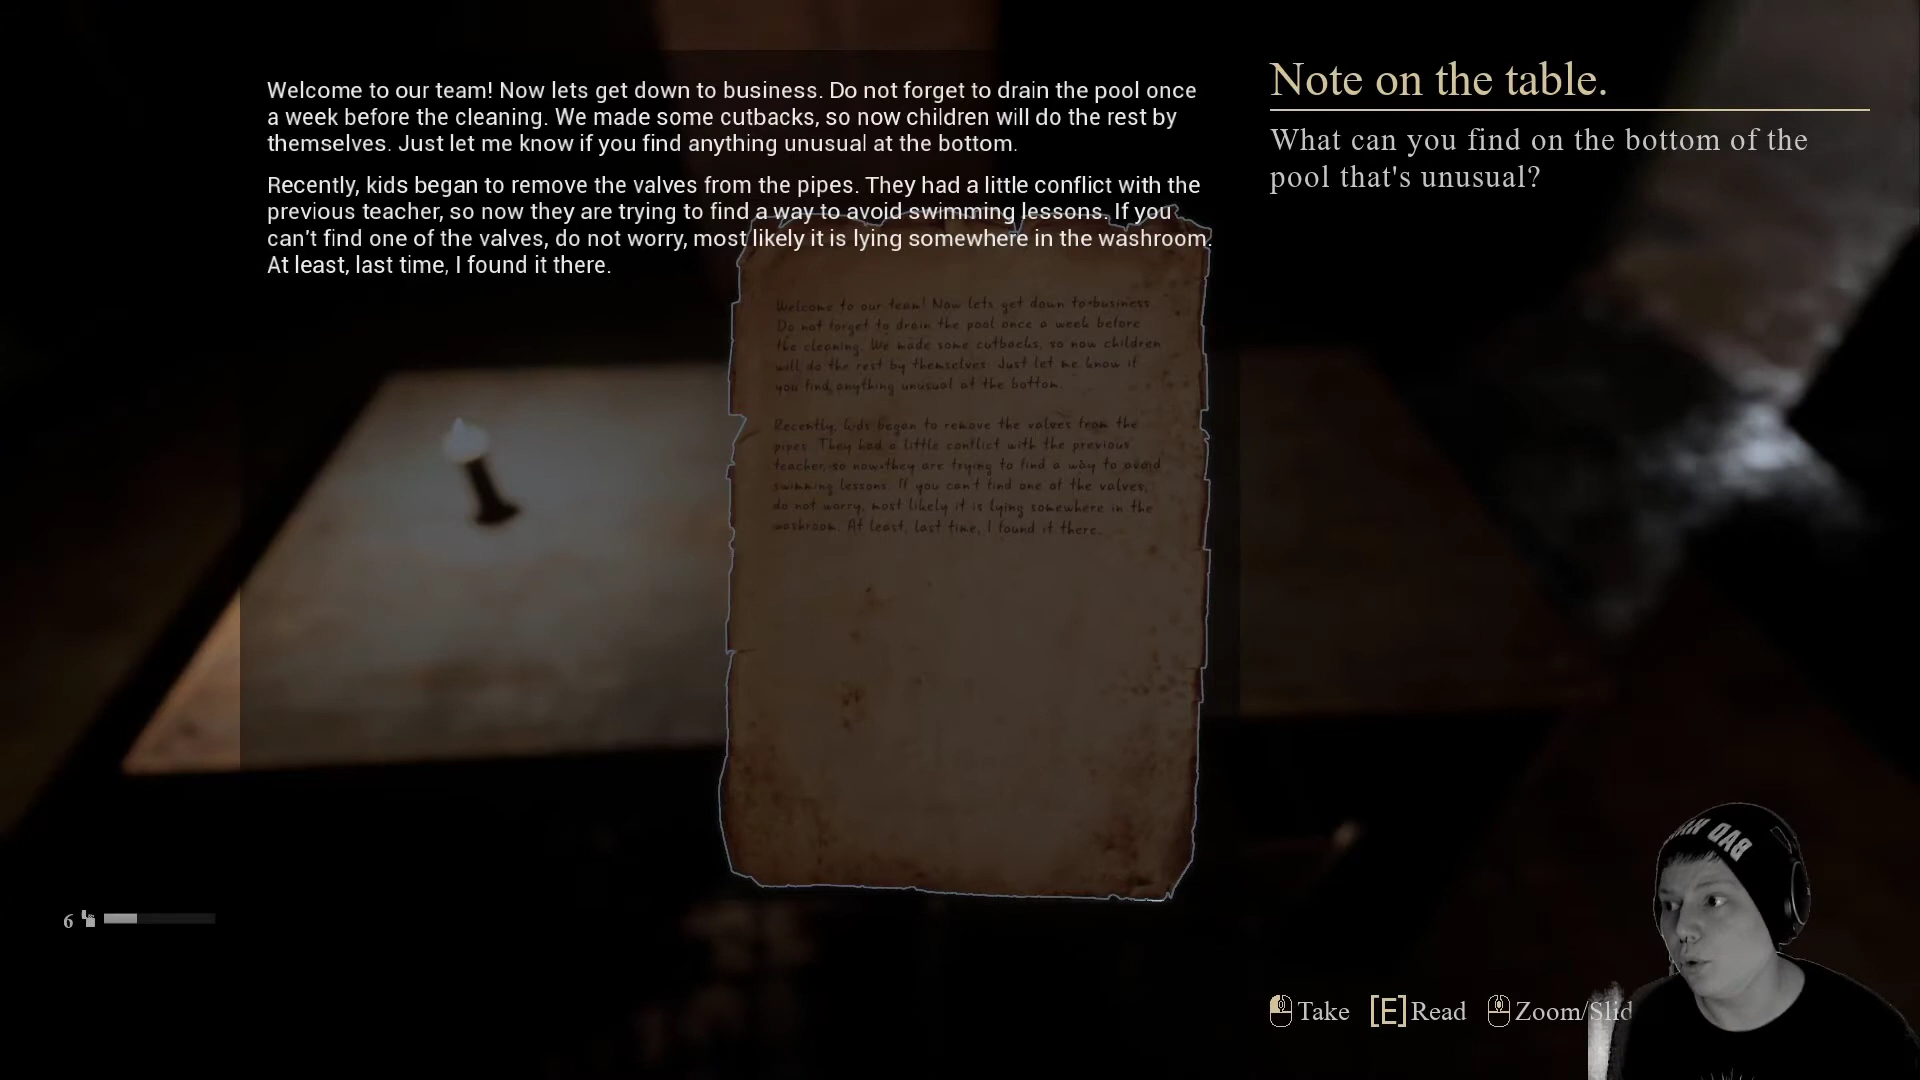 Welcome to our team! Now lets get down to business. Do not forget to drain the pool once
a week before the cleaning. We made some cutbacks, so now children will do the rest by
themselves. Just let me know if you find anything unusual at the bottom.
Recently, kids began to remove the valves from the pipes. They had a little conflict with the
previous teacher, so now they are trying to find a way to avoid swimming lessons. If you
can't find one of the valves, do not worry, most likely it is lying somewhere in the washroom.
At least, last time, I found it there.
Note on the table.
What can you find on the bottom of the
pool that's unusual?
Welcome to our team! Now lets get down to business
Do not forget to drain the pool once a week before
the cleaning. We made some cutbacks, so now children
will do the rest by themselves. Just let me know if
you find anything unusual at the bottom.
Recently, kids began to remove the valves from the
pipes. They had a little conflict with the previous
teacher, so now they are trying to find a way to avoid
swimming lessons. If you can't find one of the valves,
do not worry, most likely it is lying somewhere in the
washroom. At least, last time, I found it there.
6
Take [E] Read Zoom/Slid
BAD